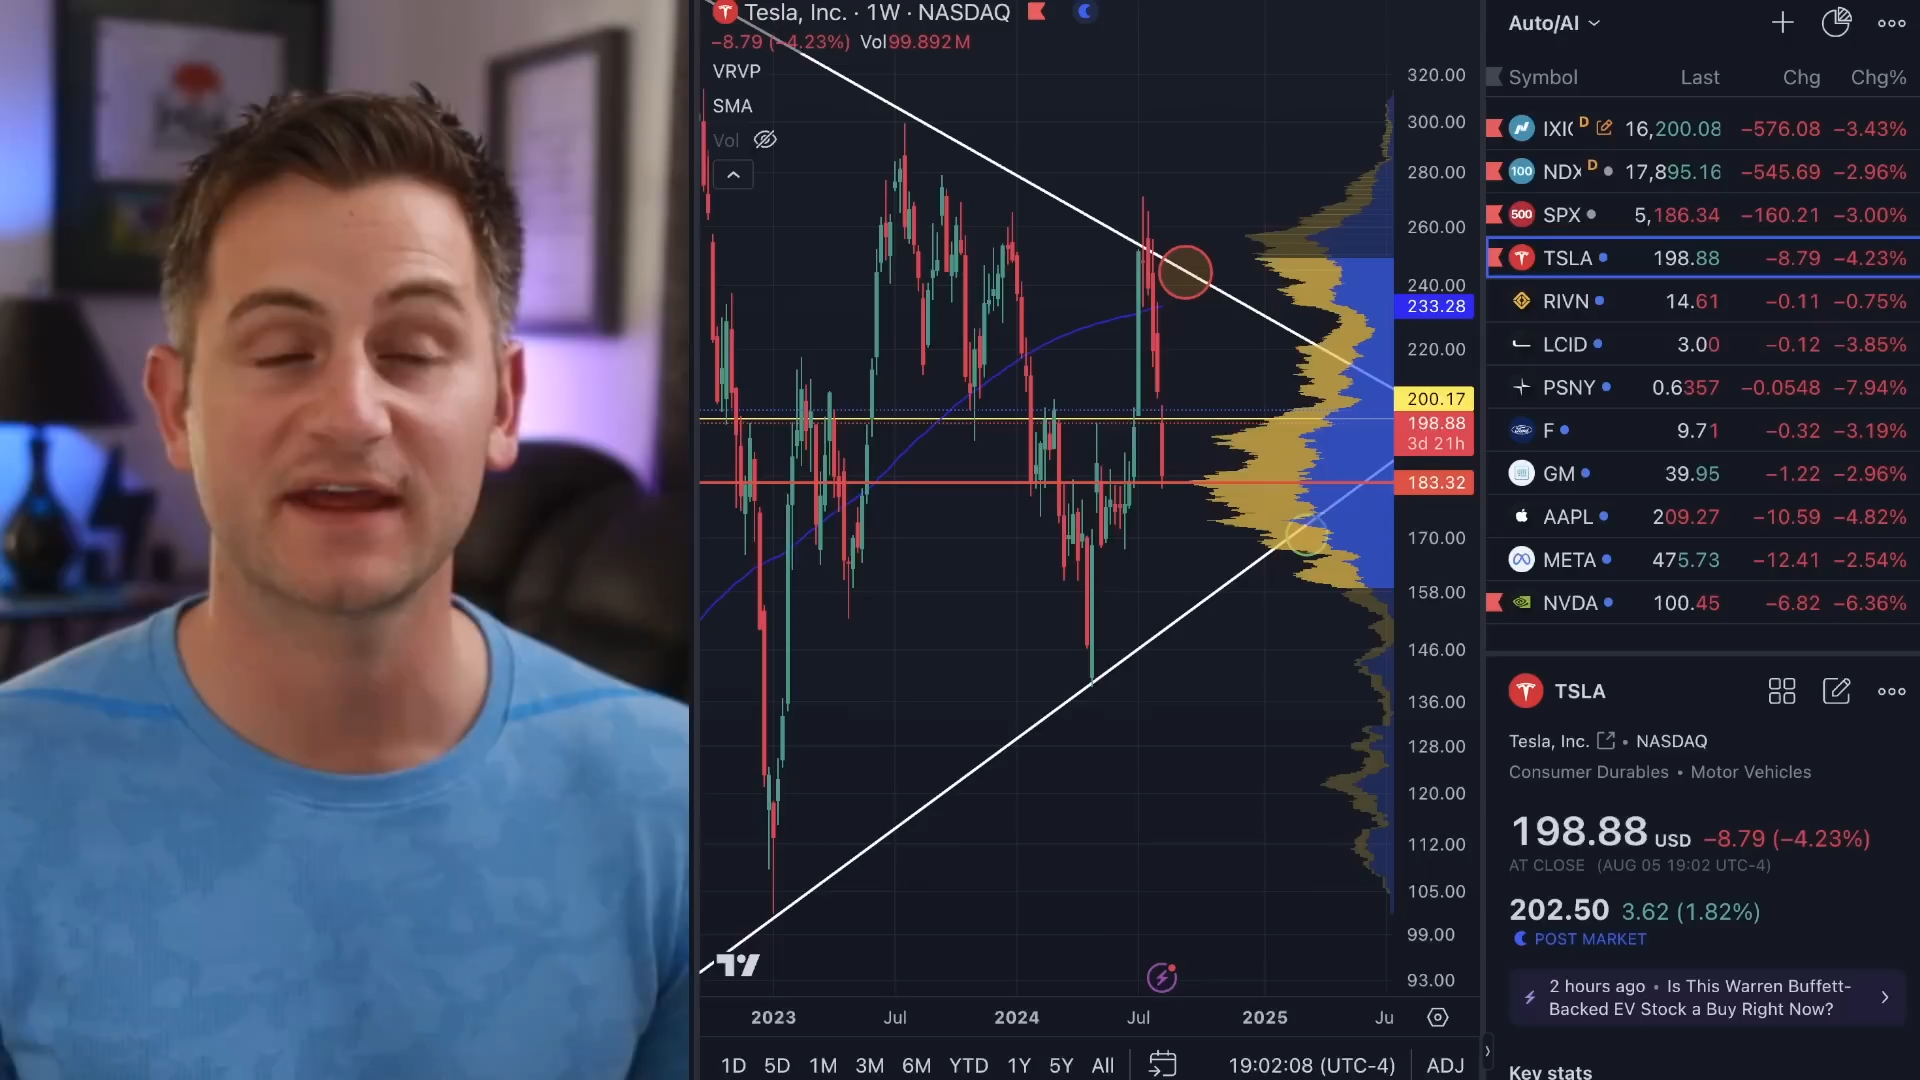 Tesla, Inc. · 1W · NASDAQ
−8.79 (−4.23%) Vol 99.892 M
VRVP
SMA
Vol
320.00
300.00
280.00
260.00
240.00
233.28
220.00
200.17
198.88
3d 21h
183.32
170.00
158.00
146.00
136.00
128.00
120.00
112.00
105.00
99.00
93.00
2023 Jul 2024 Jul 2025 Ju
1D 5D 1M 3M 6M YTD 1Y 5Y All 19:02:08 (UTC-4) ADJ
Auto/AI
Symbol Last Chg Chg%
IXIC D 16,200.08 −576.08 −3.43%
100 NDX D 17,895.16 −545.69 −2.96%
500 SPX 5,186.34 −160.21 −3.00%
TSLA 198.88 −8.79 −4.23%
RIVN 14.61 −0.11 −0.75%
LCID 3.00 −0.12 −3.85%
PSNY 0.6357 −0.0548 −7.94%
F 9.71 −0.32 −3.19%
GM 39.95 −1.22 −2.96%
AAPL 209.27 −10.59 −4.82%
META 475.73 −12.41 −2.54%
NVDA 100.45 −6.82 −6.36%
TSLA
Tesla, Inc. • NASDAQ
Consumer Durables • Motor Vehicles
198.88 USD −8.79 (−4.23%)
AT CLOSE (AUG 05 19:02 UTC-4)
202.50 3.62 (1.82%)
POST MARKET
2 hours ago • Is This Warren Buffett-
Backed EV Stock a Buy Right Now?
Key stats